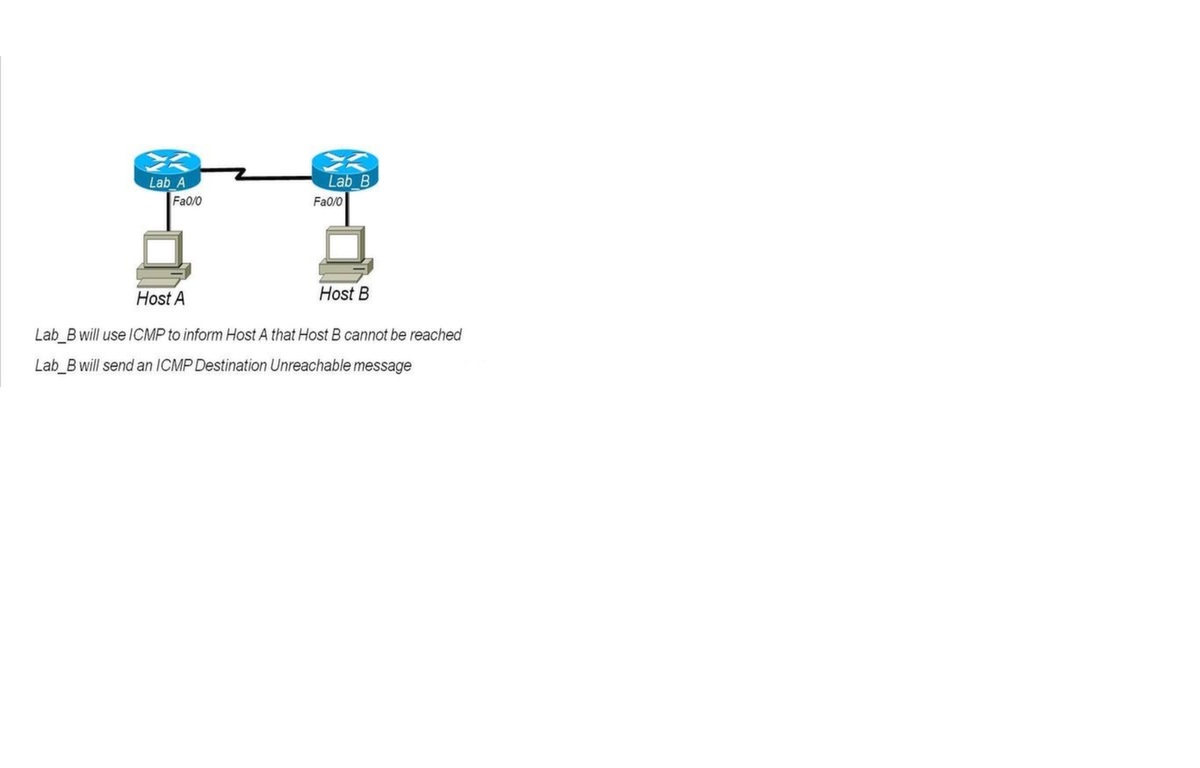 Lab_A
Lab_B
Fa0/0
Fa0/0
Host A
Host B
Lab_B will use ICMP to inform Host A that Host B cannot be reached
Lab_B will send an ICMP Destination Unreachable message